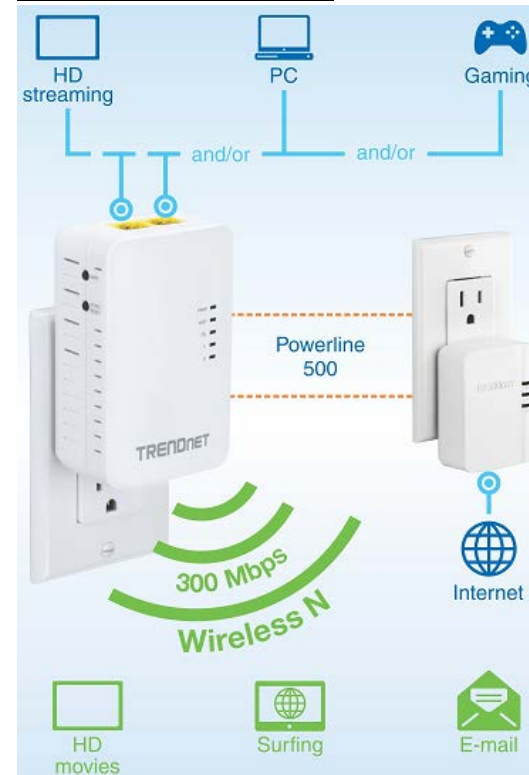 HD
streaming
PC
Gaming
and/or
and/or
Powerline
500
TRENDnET
TRENDnET
300 Mbps
Wireless N
Internet
HD
movies
Surfing
E-mail